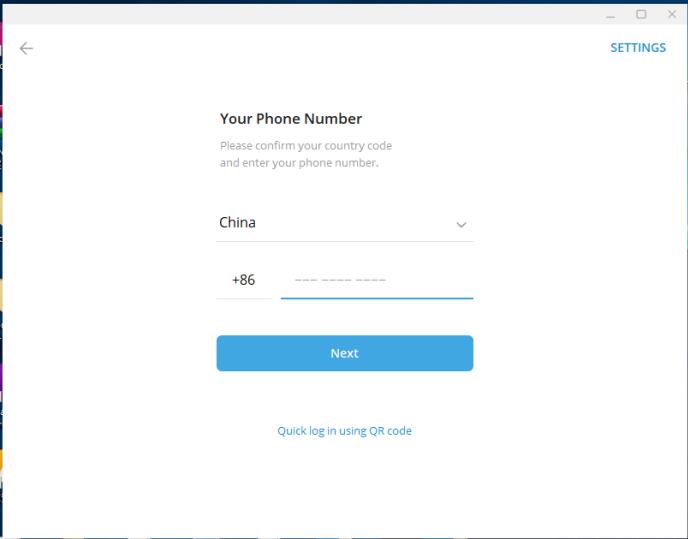 SETTINGS
Your Phone Number
Please confirm your country code
and enter your phone number.
China
+86 --- ---- ----
Next
Quick log in using QR code